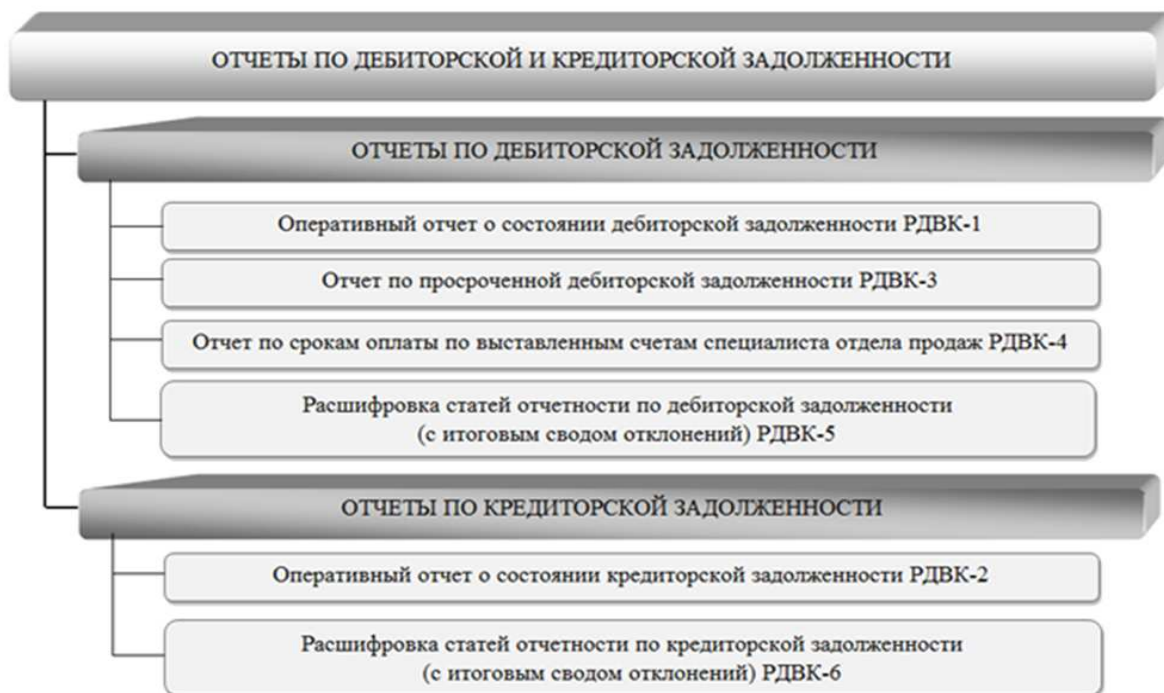 ОТЧЕТЫ ПО ДЕБИТОРСКОЙ И КРЕДИТОРСКОЙ ЗАДОЛЖЕННОСТИ
ОТЧЕТЫ ПО ДЕБИТОРСКОЙ ЗАДОЛЖЕННОСТИ
Оперативный отчет о состоянии дебиторской задолженности РДВК-1
Отчет по просроченной дебиторской задолженности РДВК-3
Отчет по срокам оплаты по выставленным счетам специалиста отдела продаж РДВК-4
Расшифровка статей отчетности по дебиторской задолженности
(с итоговым сводом отклонений) РДВК-5
ОТЧЕТЫ ПО КРЕДИТОРСКОЙ ЗАДОЛЖЕННОСТИ
Оперативный отчет о состоянии кредиторской задолженности РДВК-2
Расшифровка статей отчетности по кредиторской задолженности
(с итоговым сводом отклонений) РДВК-6